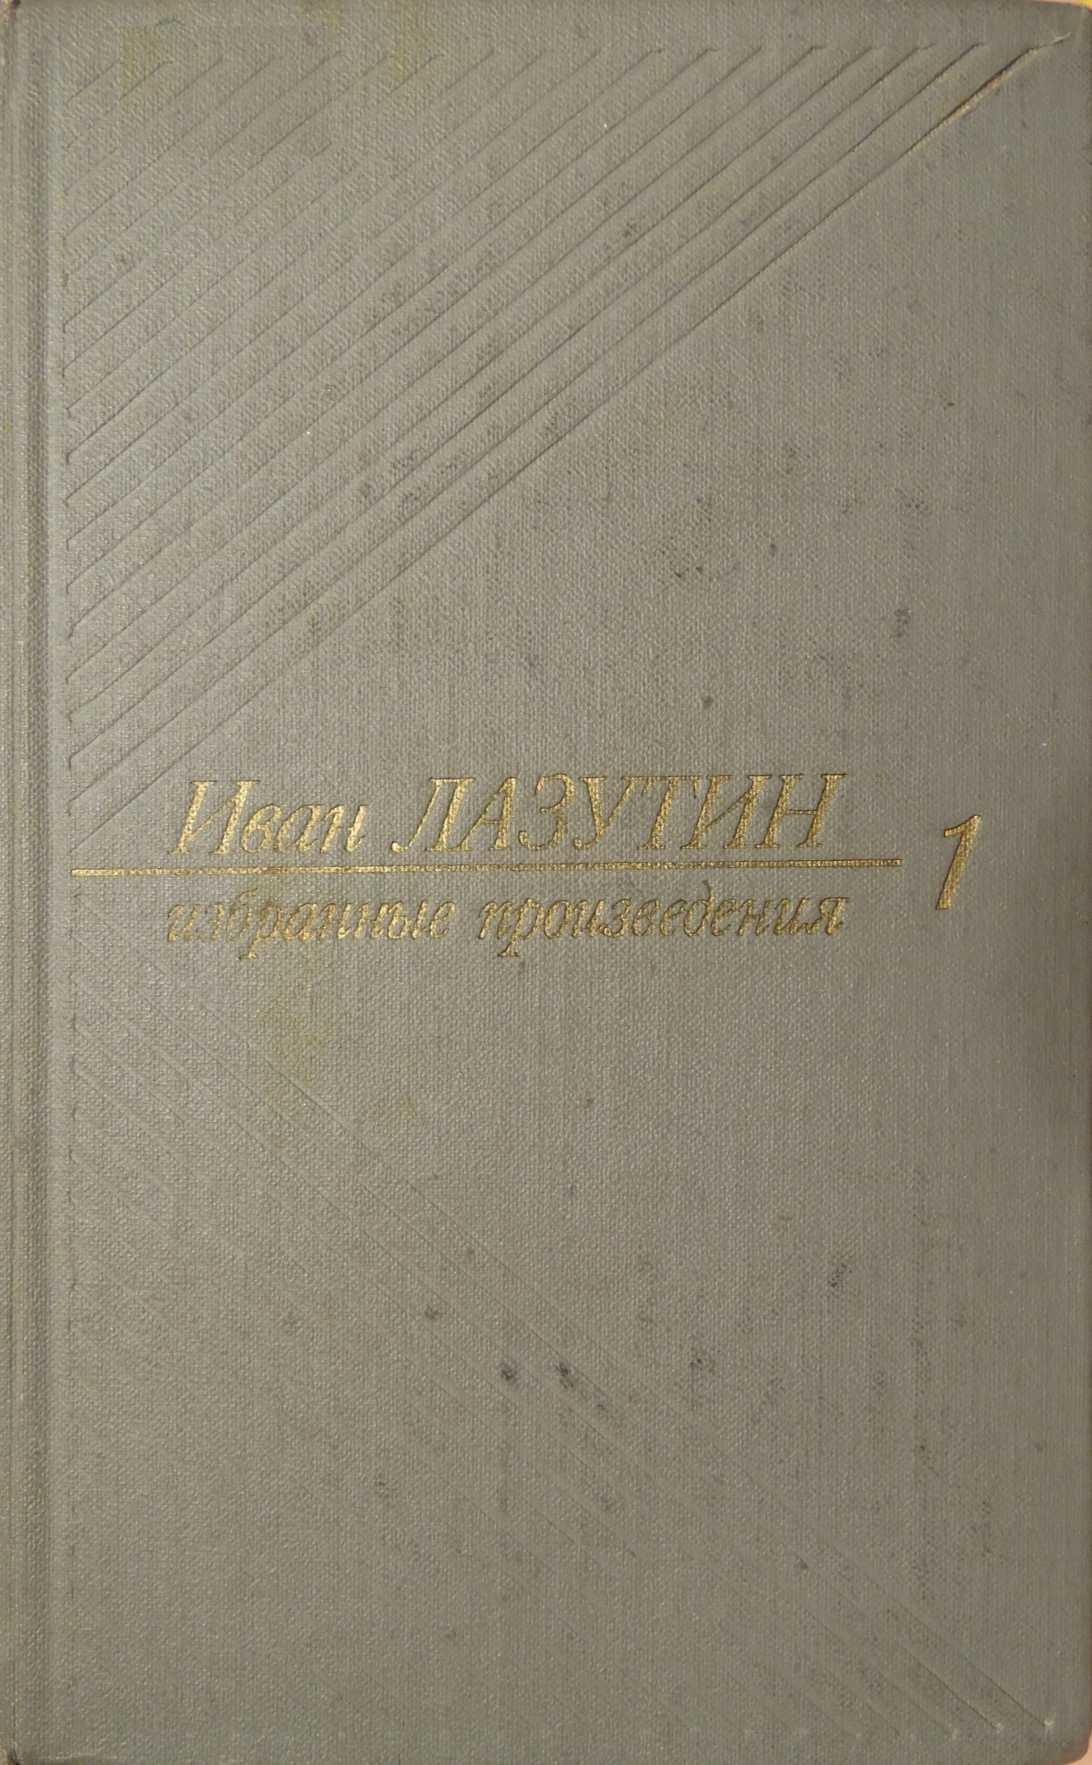 Иван ЛАЗУТИН
избранные произведения
1